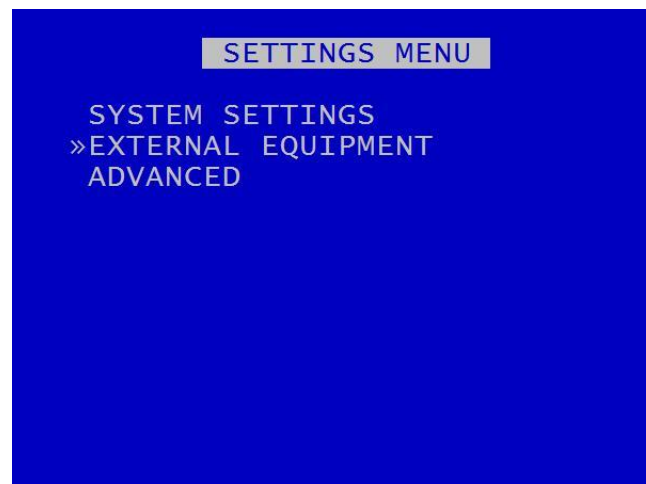 SETTINGS MENU
SYSTEM SETTINGS
»EXTERNAL EQUIPMENT
ADVANCED